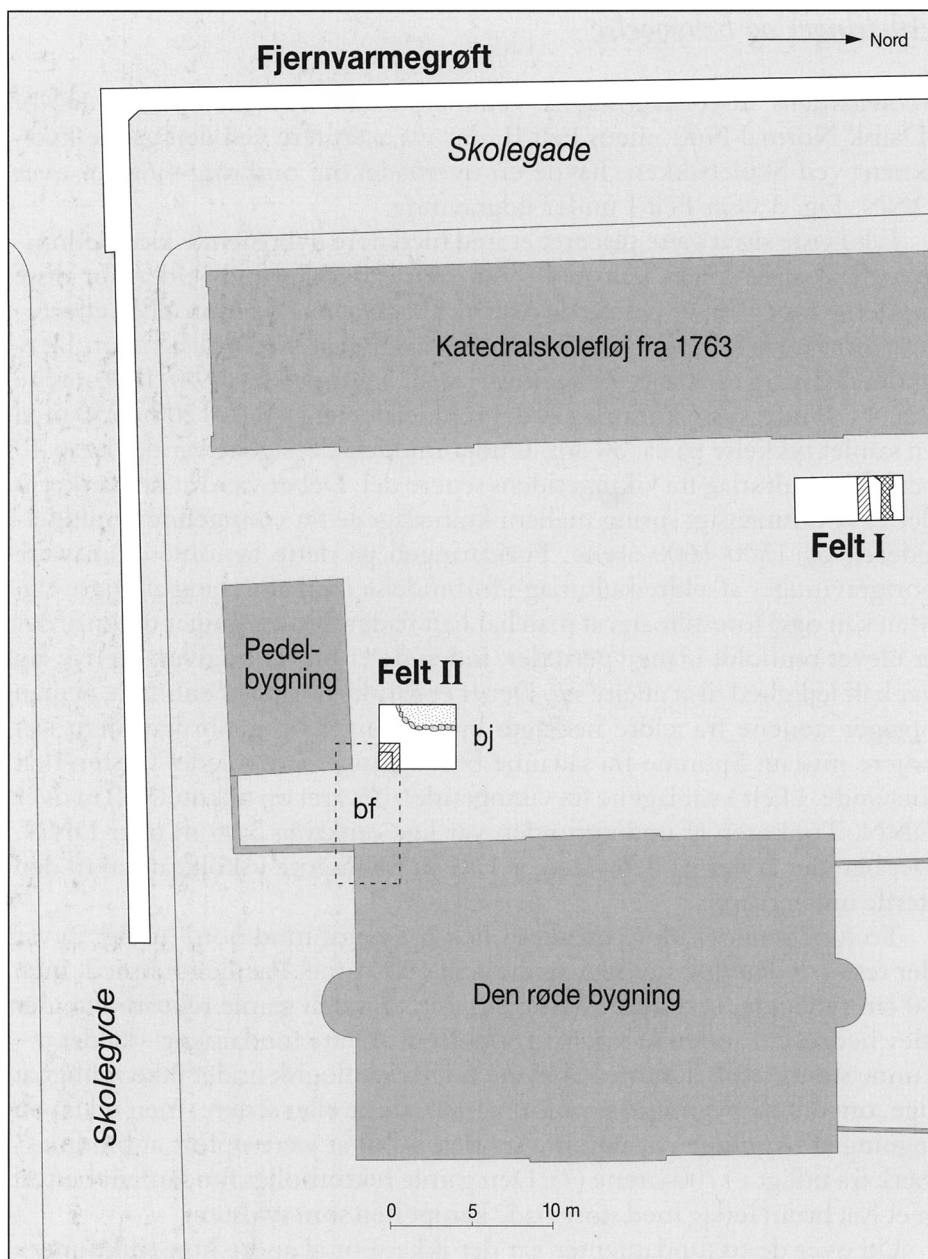 Nord
Fjernvarmegrøft
Skolegade
Katedralskolefløj fra 1763
Felt I
Pedel-
bygning
Felt II
bj
bf
Den røde bygning
Skolegyde
0 5 10 m